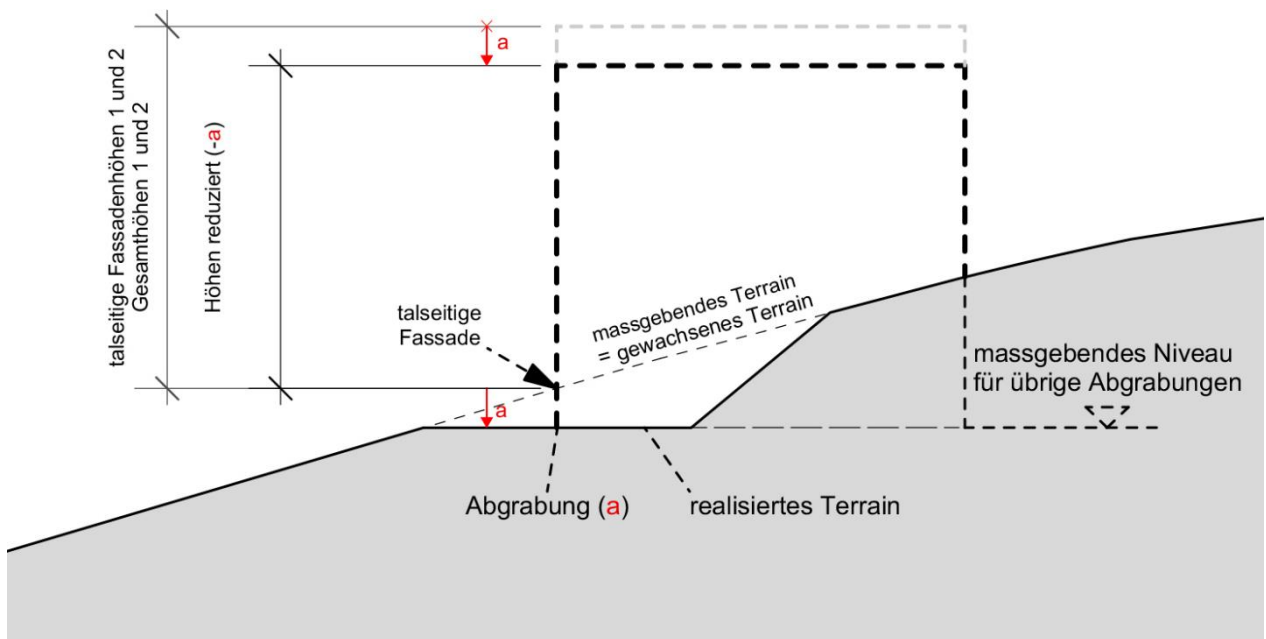 talseitige Fassadenhöhen 1 und 2
Gesamthöhen 1 und 2
Höhen reduziert (-a)
a
talseitige
Fassade
massgebendes Terrain
= gewachsenes Terrain
massgebendes Niveau
für übrige Abgrabungen
a
Abgrabung (a)
realisiertes Terrain